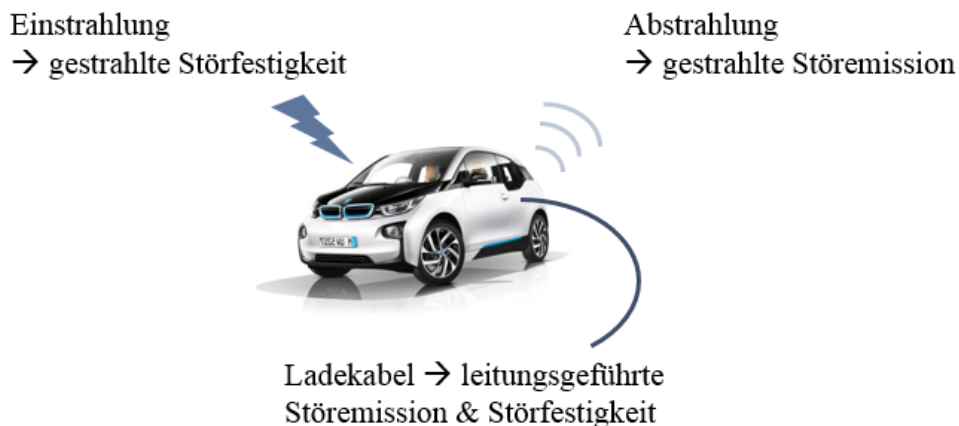 Einstrahlung
→ gestrahlte Störfestigkeit
Abstrahlung
→ gestrahlte Störemission
Ladekabel → leitungsgeführte
Störemission & Störfestigkeit